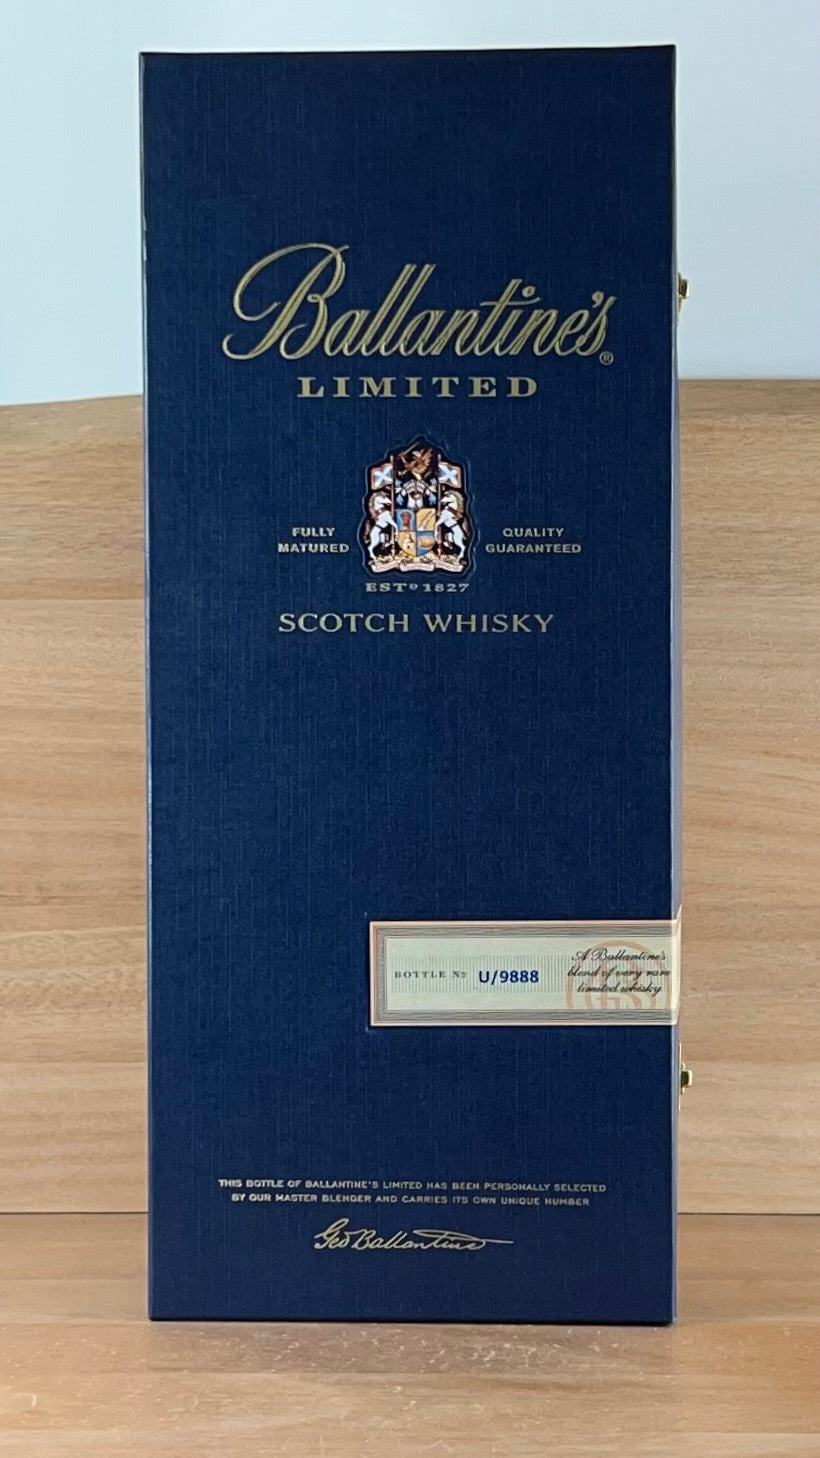 Ballantine's®
LIMITED
FULLY MATURED
QUALITY GUARANTEED
ESTD 1827
SCOTCH WHISKY
BOTTLE No U/9888
A Ballantine's
blend of very rare
limited whisky
THIS BOTTLE OF BALLANTINE'S LIMITED HAS BEEN PERSONALLY SELECTED
BY OUR MASTER BLENDER AND CARRIES ITS OWN UNIQUE NUMBER
Geo Ballantine